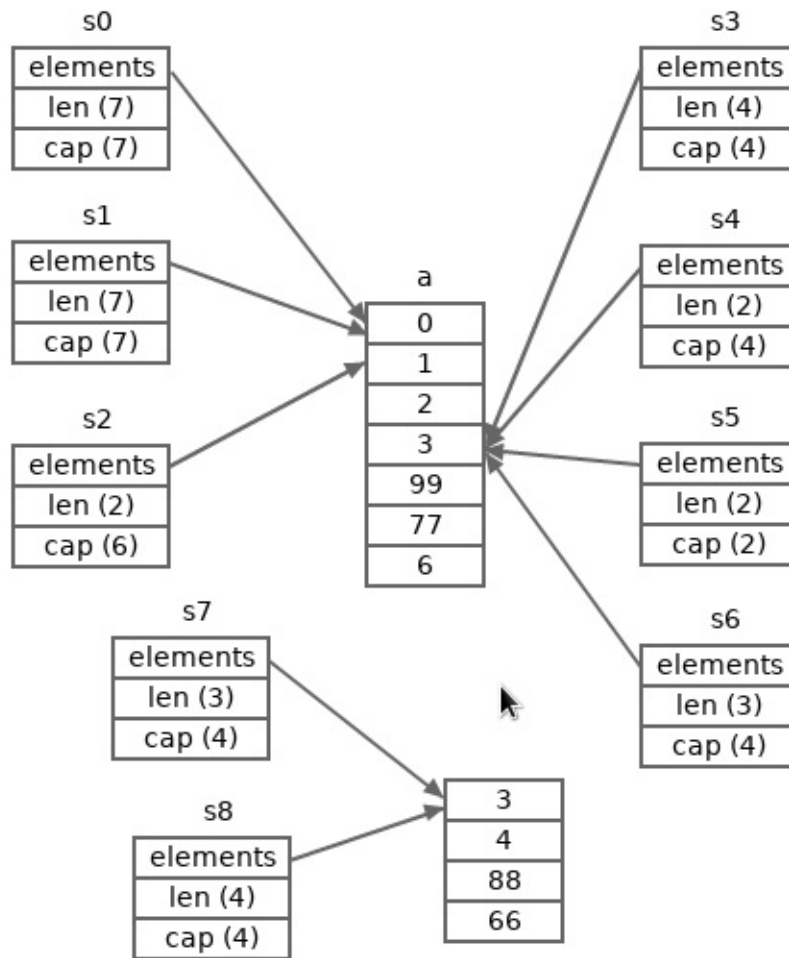 s0
elements
len (7)
cap (7)
s1
elements
len (7)
cap (7)
s2
elements
len (2)
cap (6)
a
0
1
2
3
99
77
6
s3
elements
len (4)
cap (4)
s4
elements
len (2)
cap (4)
s5
elements
len (2)
cap (2)
s6
elements
len (3)
cap (4)
s7
elements
len (3)
cap (4)
s8
elements
len (4)
cap (4)
3
4
88
66